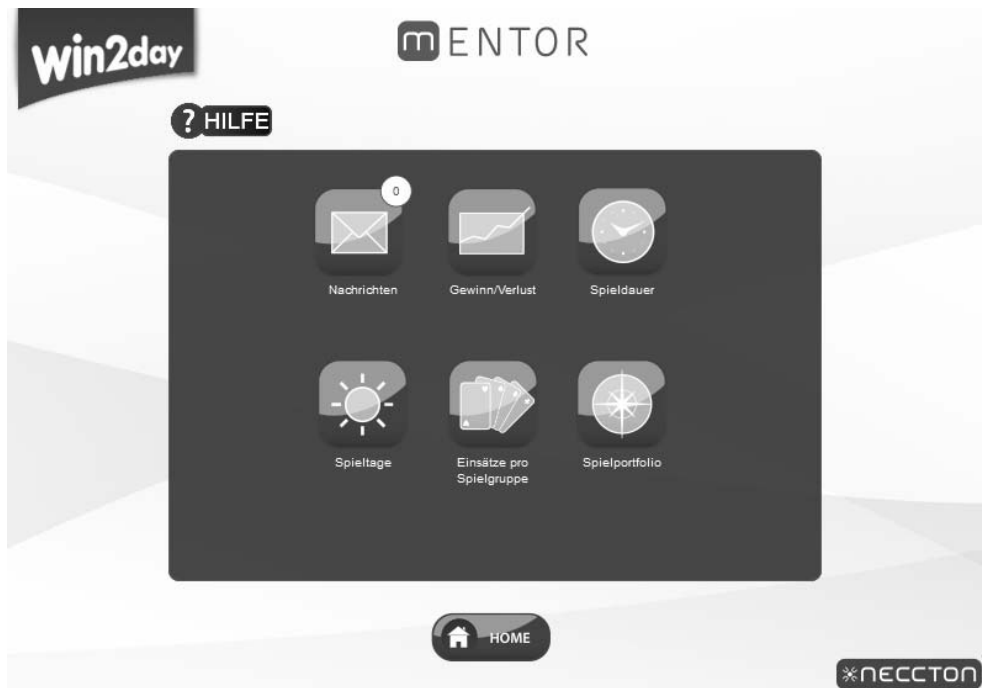 win2day
mENTOR
? HILFE
0
Nachrichten
Gewinn/Verlust
Spieldauer
Spieltage
Einsätze pro
Spielgruppe
Spielportfolio
HOME
NECCTON